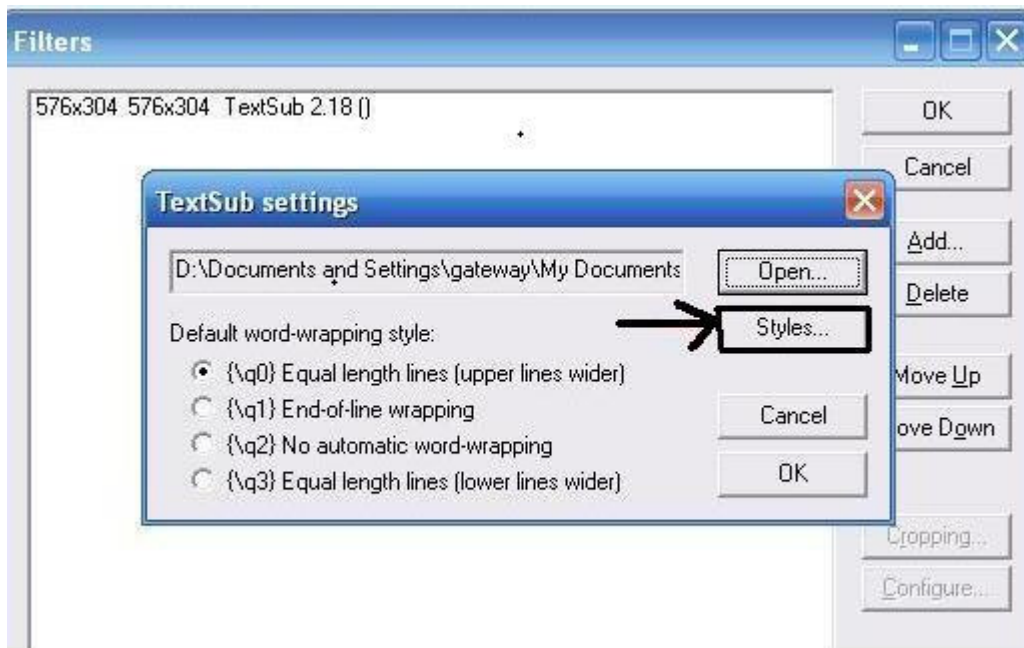 Filters
576x304 576x304 TextSub 2.18 ()
OK
Cancel
Add...
Delete
Move Up
ove Down
Cropping...
Configure...
TextSub settings
D:\Documents and Settings\gateway\My Documents
Open...
Styles...
Default word-wrapping style:
{\q0} Equal length lines (upper lines wider)
{\q1} End-of-line wrapping
{\q2} No automatic word-wrapping
{\q3} Equal length lines (lower lines wider)
Cancel
OK